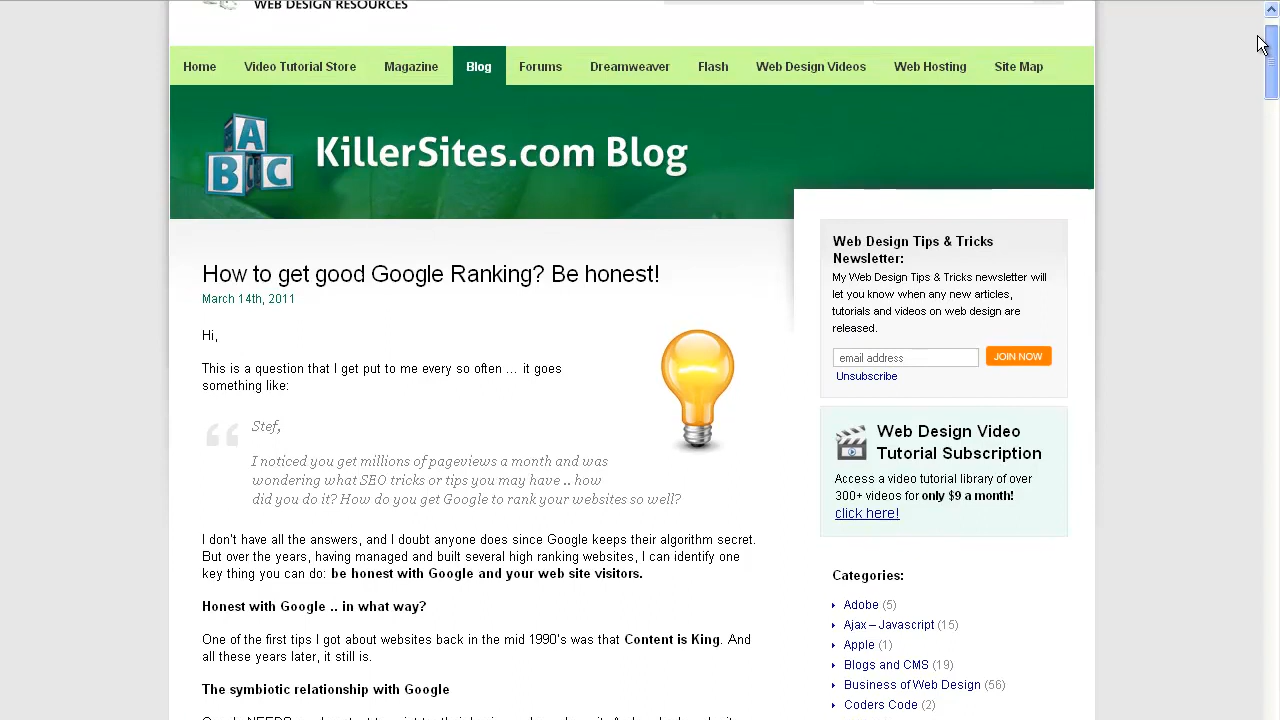 WEB DESIGN RESOURCES
Home Video Tutorial Store Magazine Blog Forums Dreamweaver Flash Web Design Videos Web Hosting Site Map
A
B C
KillerSites.com Blog
How to get good Google Ranking? Be honest!
March 14th, 2011
Hi,
This is a question that I get put to me every so often ... it goes
something like:
“
Stef,
I noticed you get millions of pageviews a month and was
wondering what SEO tricks or tips you may have .. how
did you do it? How do you get Google to rank your websites so well?
I don't have all the answers, and I doubt anyone does since Google keeps their algorithm secret.
But over the years, having managed and built several high ranking websites, I can identify one
key thing you can do: be honest with Google and your web site visitors.
Honest with Google .. in what way?
One of the first tips I got about websites back in the mid 1990's was that Content is King. And
all these years later, it still is.
The symbiotic relationship with Google
Web Design Tips & Tricks
Newsletter:
My Web Design Tips & Tricks newsletter will
let you know when any new articles,
tutorials and videos on web design are
released.
email address JOIN NOW
Unsubscribe
Web Design Video
Tutorial Subscription
Access a video tutorial library of over
300+ videos for only $9 a month!
click here!
Categories:
Adobe (5)
Ajax – Javascript (15)
Apple (1)
Blogs and CMS (19)
Business of Web Design (56)
Coders Code (2)